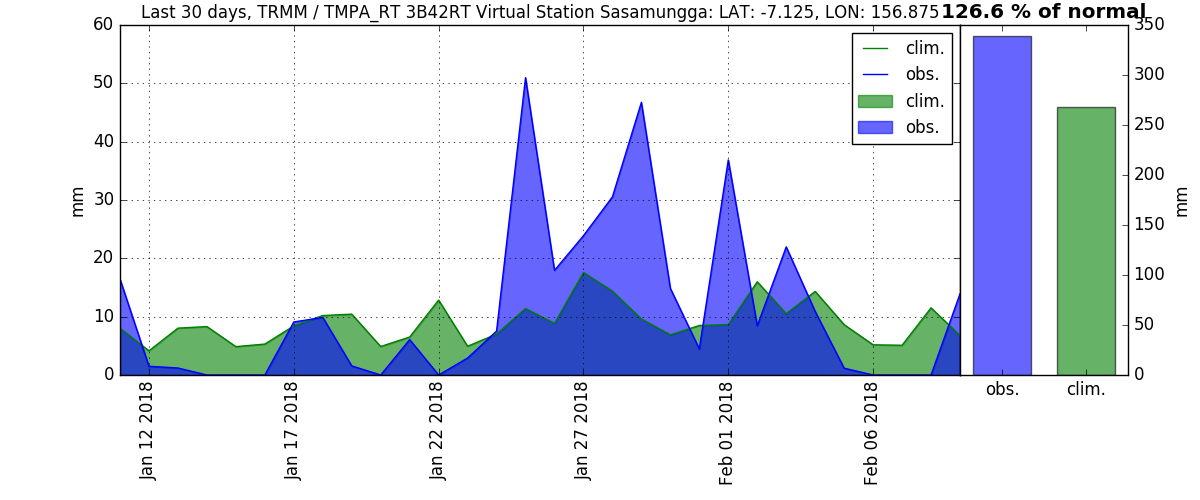 Last 30 days, TRMM / TMPA_RT 3B42RT Virtual Station Sasamungga: LAT: -7.125, LON: 156.875
126.6 % of normal
60
50
40
30
20
10
0
mm
clim.
obs.
clim.
obs.
Jan 12 2018
Jan 17 2018
Jan 22 2018
Jan 27 2018
Feb 01 2018
Feb 06 2018
350
300
250
200
150
100
50
0
mm
obs.
clim.